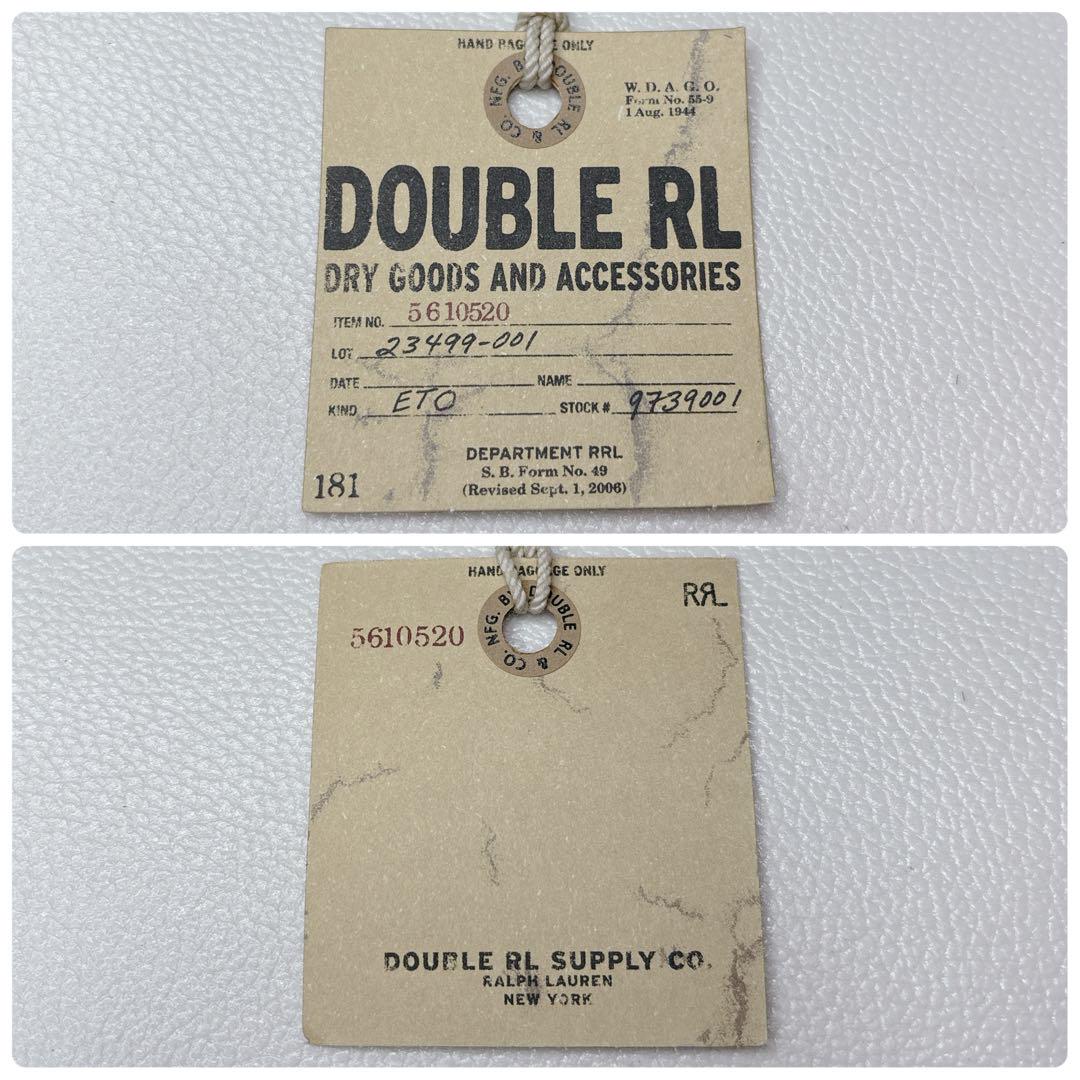 HAND BAGGAGE ONLY
NFG. BY DOUBLE RL & CO.
W. D. A. G. O.
Form No. 55-9
1 Aug. 1944
DOUBLE RL
DRY GOODS AND ACCESSORIES
ITEM NO. 5610520
LOT 23499-001
DATE NAME
KIND ETO STOCK # 9739001
DEPARTMENT RRL
S. B. Form No. 49
(Revised Sept. 1, 2006)
181
HAND BAGGAGE ONLY
RRL
NFG. BY DOUBLE RL & CO.
5610520
DOUBLE RL SUPPLY CO.
RALPH LAUREN
NEW YORK